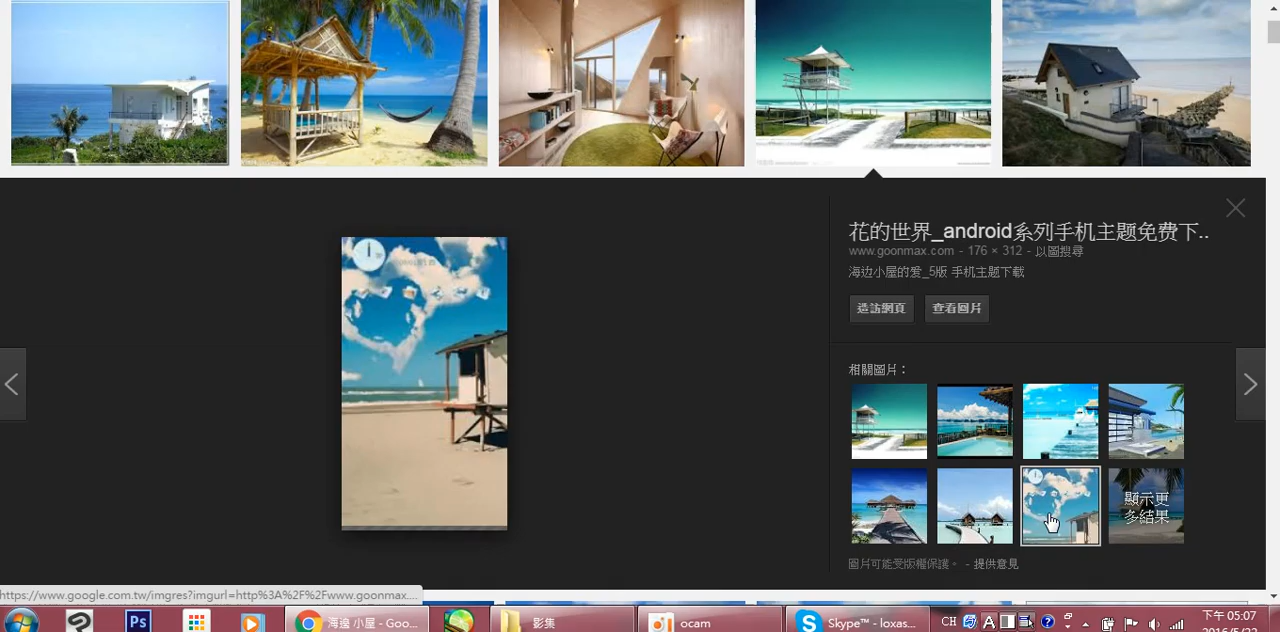 花的世界_android系列手机主题免费下..
www.goonmax.com - 176 × 312 - 以圖搜尋
海边小屋的爱_5版 手机主题下载
造訪網頁
查看圖片
相關圖片：
顯示更
多結果
圖片可能受版權保護。 - 提供意見
https://www.google.com.tw/imgres?imgurl=http%3A%2F%2Fwww.goonmax....
Ps
海邊 小屋 - Goo...
影集
ocam
Skype™ - loxas...
CH
A
下午 05:07